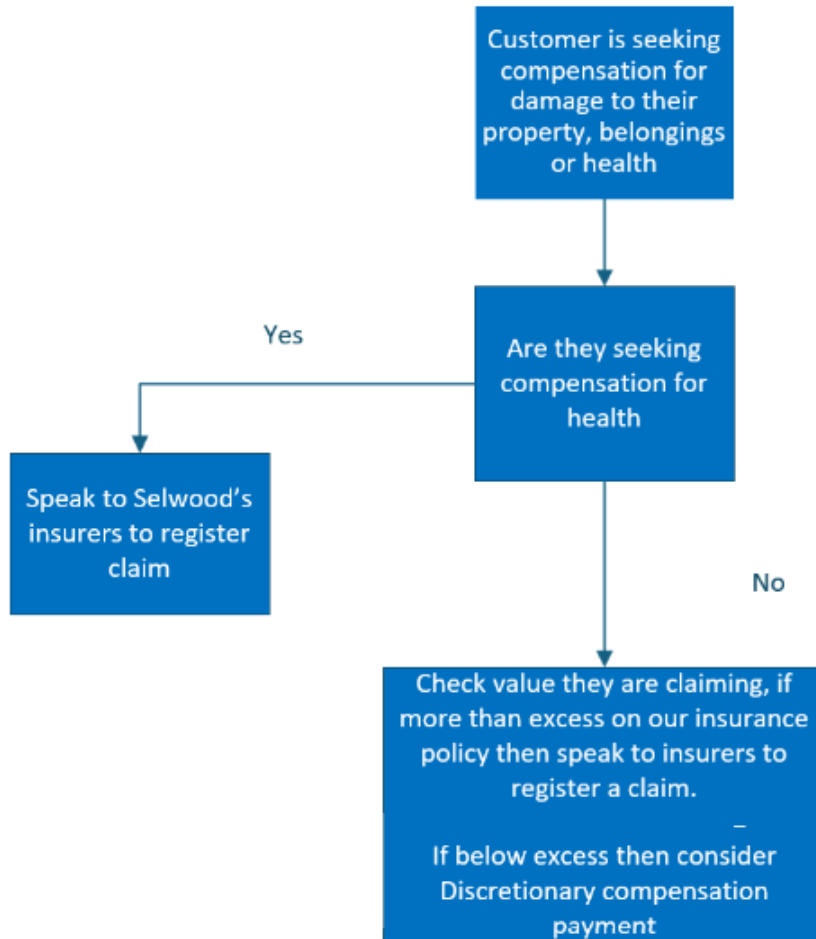 Customer is seeking
compensation for
damage to their
property, belongings
or health
Yes
Are they seeking
compensation for
health
Speak to Selwood's
insurers to register
claim
No
Check value they are claiming, if
more than excess on our insurance
policy then speak to insurers to
register a claim.
–
If below excess then consider
Discretionary compensation
payment